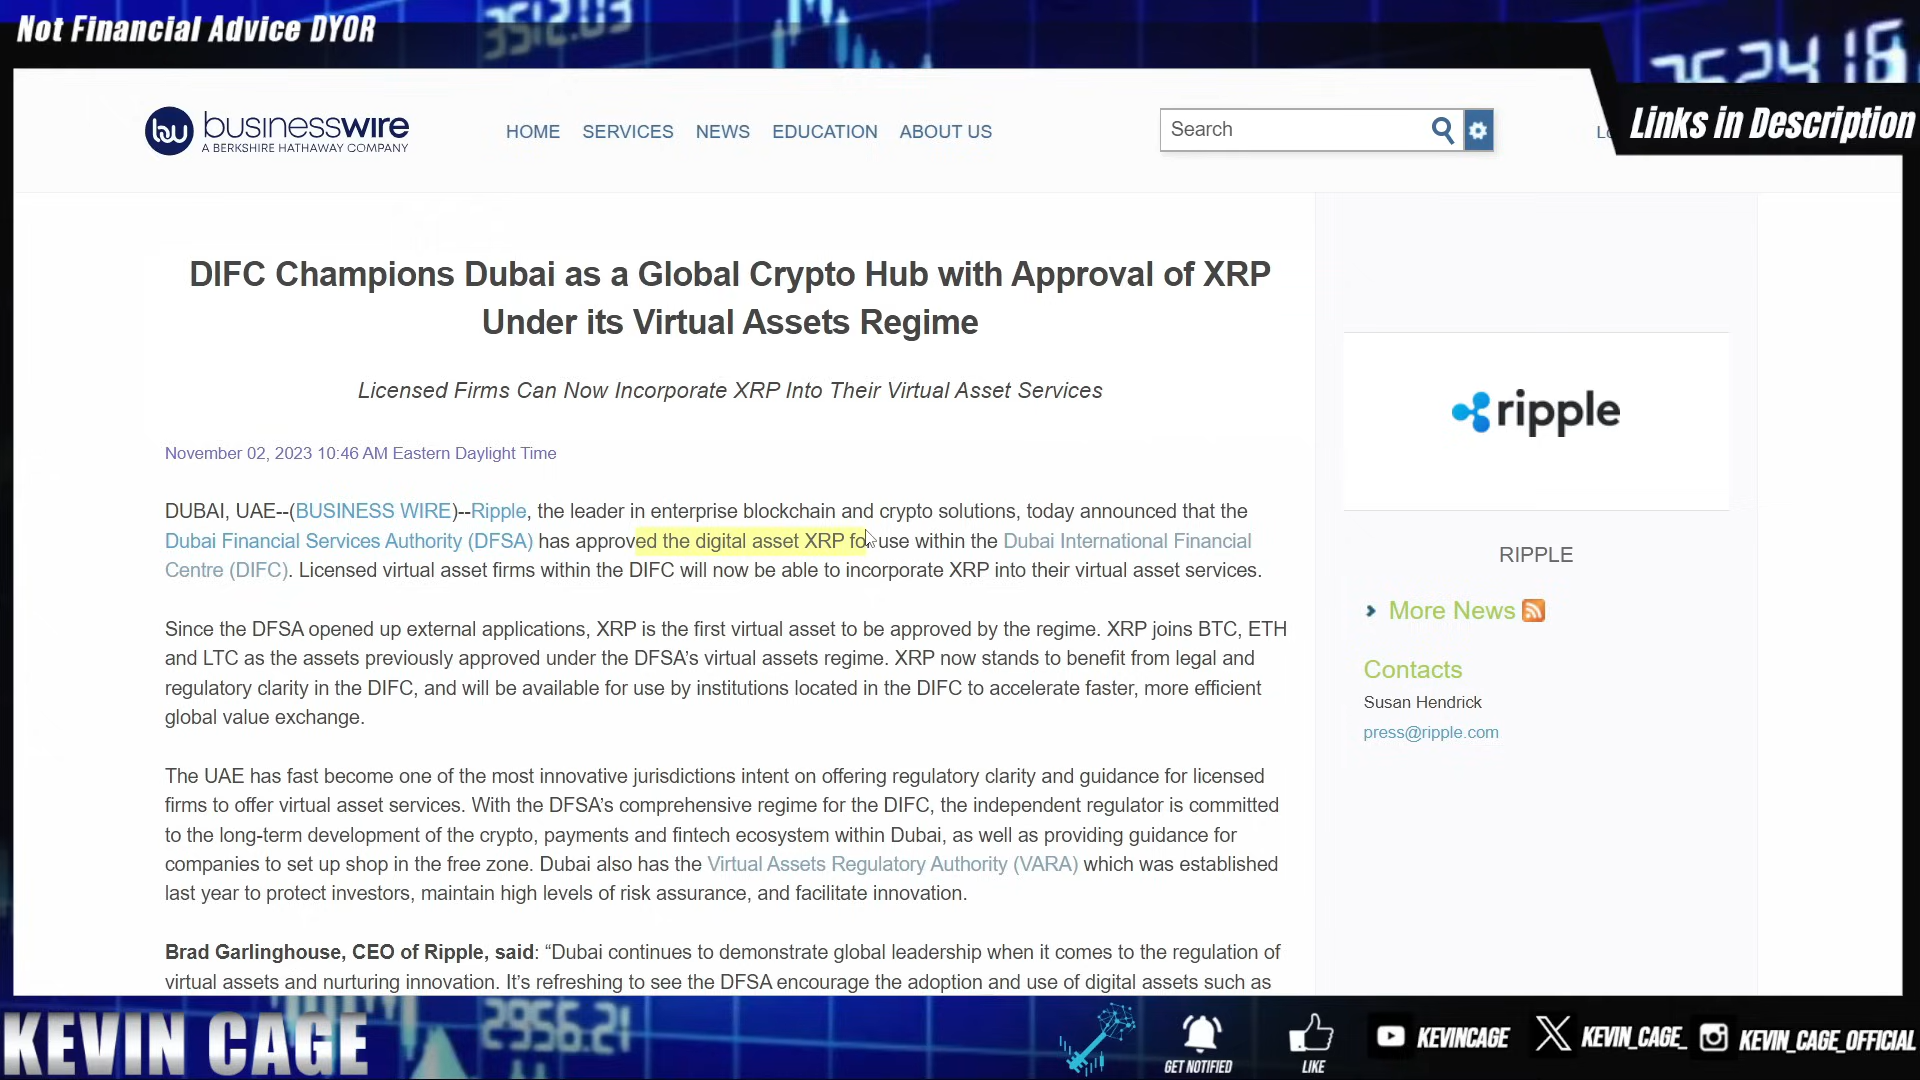 Not Financial Advice DYOR
3512.03
businesswire
A BERKSHIRE HATHAWAY COMPANY
HOME SERVICES NEWS EDUCATION ABOUT US
Search
Links in Description
DIFC Champions Dubai as a Global Crypto Hub with Approval of XRP
Under its Virtual Assets Regime
Licensed Firms Can Now Incorporate XRP Into Their Virtual Asset Services
November 02, 2023 10:46 AM Eastern Daylight Time
DUBAI, UAE--(BUSINESS WIRE)--Ripple, the leader in enterprise blockchain and crypto solutions, today announced that the
Dubai Financial Services Authority (DFSA) has approved the digital asset XRP for use within the Dubai International Financial
Centre (DIFC). Licensed virtual asset firms within the DIFC will now be able to incorporate XRP into their virtual asset services.
Since the DFSA opened up external applications, XRP is the first virtual asset to be approved by the regime. XRP joins BTC, ETH
and LTC as the assets previously approved under the DFSA’s virtual assets regime. XRP now stands to benefit from legal and
regulatory clarity in the DIFC, and will be available for use by institutions located in the DIFC to accelerate faster, more efficient
global value exchange.
The UAE has fast become one of the most innovative jurisdictions intent on offering regulatory clarity and guidance for licensed
firms to offer virtual asset services. With the DFSA’s comprehensive regime for the DIFC, the independent regulator is committed
to the long-term development of the crypto, payments and fintech ecosystem within Dubai, as well as providing guidance for
companies to set up shop in the free zone. Dubai also has the Virtual Assets Regulatory Authority (VARA) which was established
last year to protect investors, maintain high levels of risk assurance, and facilitate innovation.
Brad Garlinghouse, CEO of Ripple, said: “Dubai continues to demonstrate global leadership when it comes to the regulation of
virtual assets and nurturing innovation. It’s refreshing to see the DFSA encourage the adoption and use of digital assets such as
ripple
RIPPLE
More News
Contacts
Susan Hendrick
press@ripple.com
KEVIN CAGE
2956.21
GET NOTIFIED
LIKE
KEVINCAGE
KEVIN_CAGE_
KEVIN_CAGE_OFFICIAL